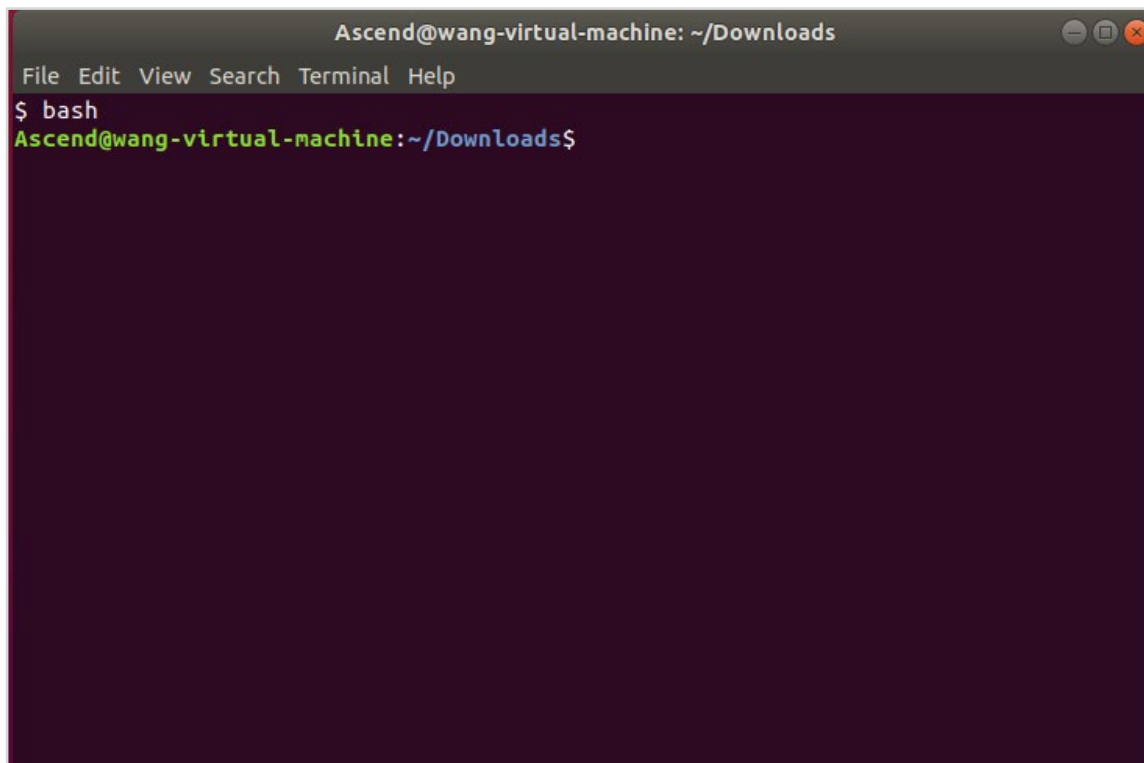 Ascend@wang-virtual-machine: ~/Downloads
File Edit View Search Terminal Help
$ bash
Ascend@wang-virtual-machine:~/Downloads$